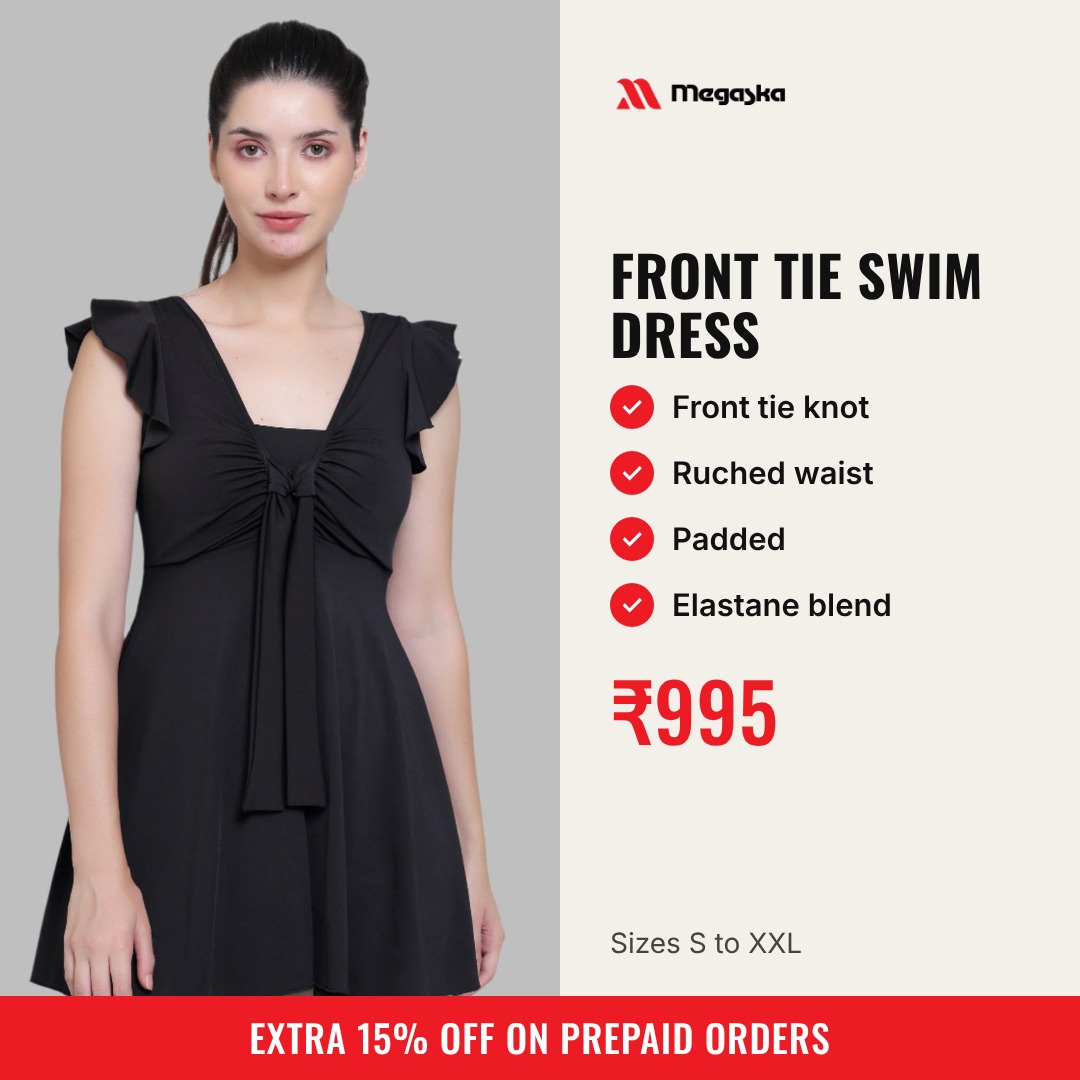 Megaska
FRONT TIE SWIM
DRESS
Front tie knot
Ruched waist
Padded
Elastane blend
₹995
Sizes S to XXL
EXTRA 15% OFF ON PREPAID ORDERS